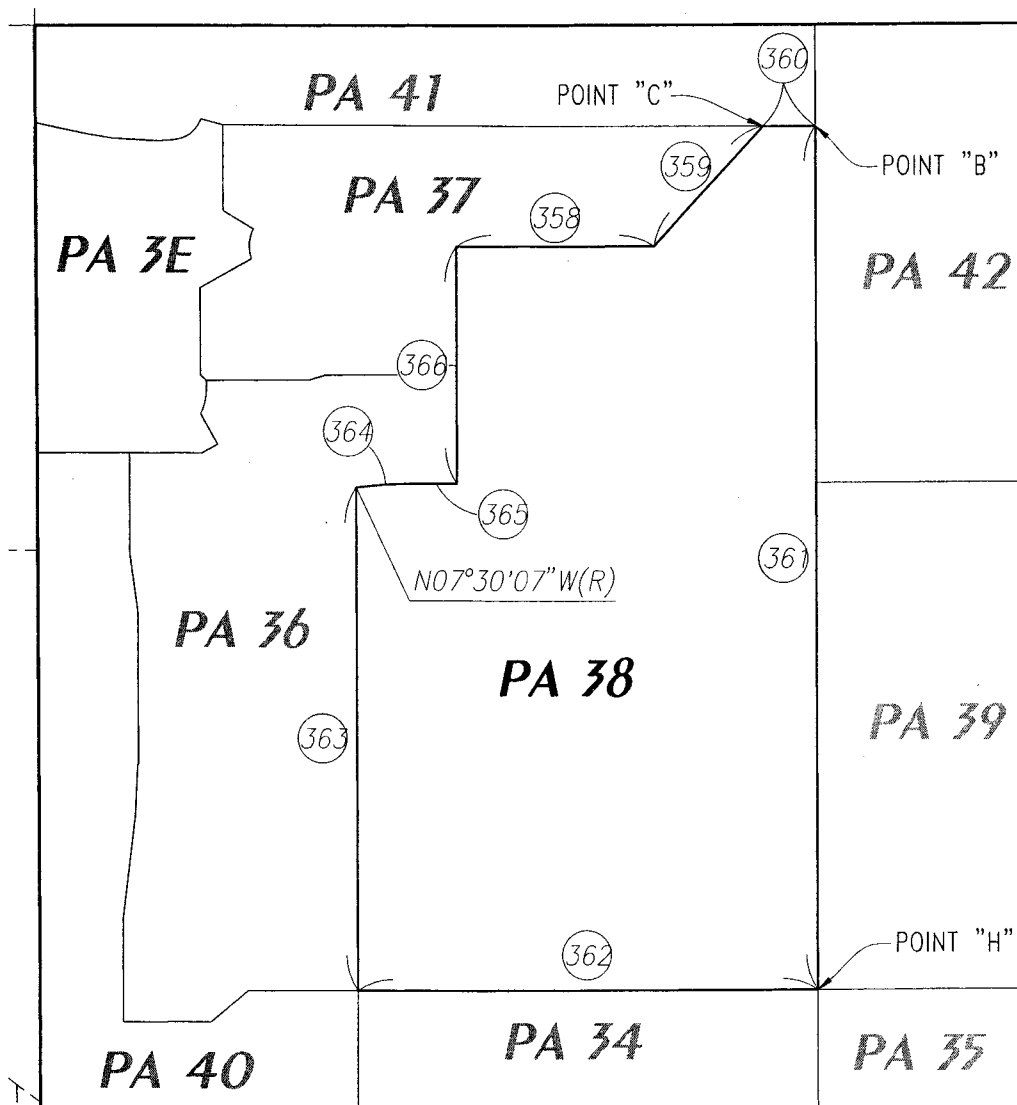 360
PA 41
POINT "C"
359
POINT "B"
PA 37
358
PA 3E
PA 42
366
364
365
361
N07°30'07"W(R)
PA 36
PA 38
363
PA 39
362
POINT "H"
PA 34
PA 35
PA 40